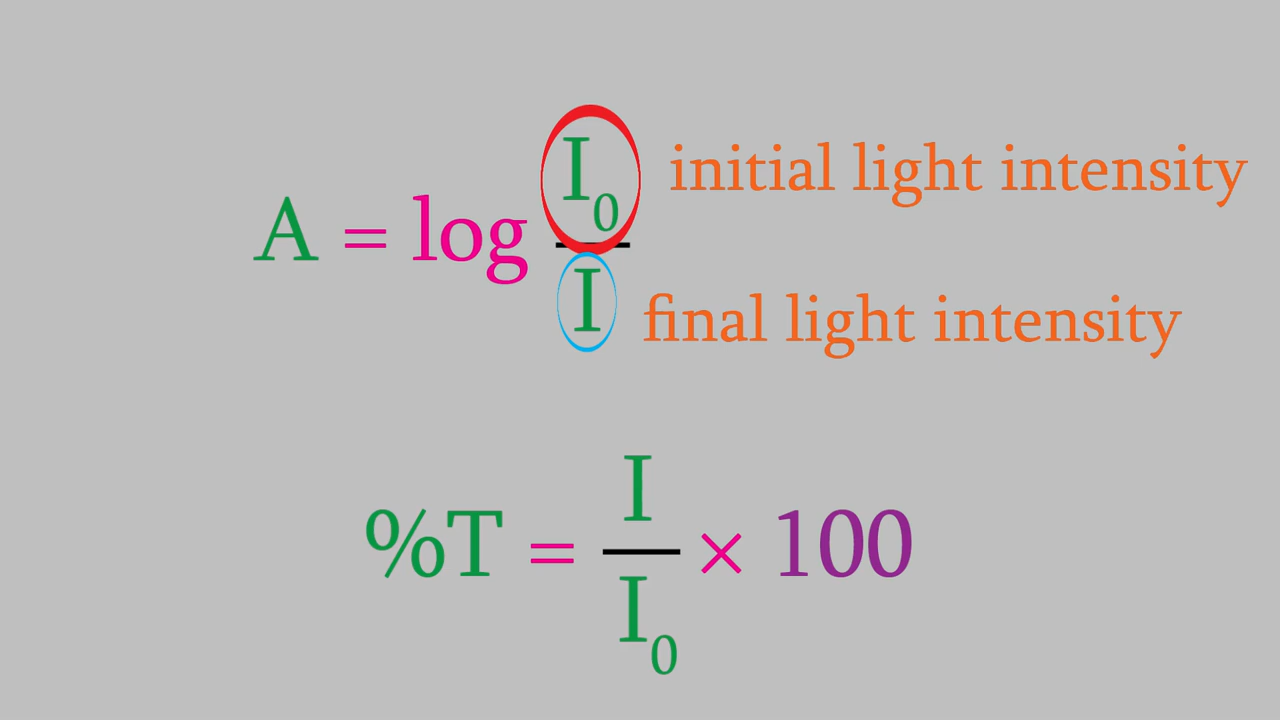 A = log I₀ / I
initial light intensity
final light intensity
%T = I / I₀ × 100